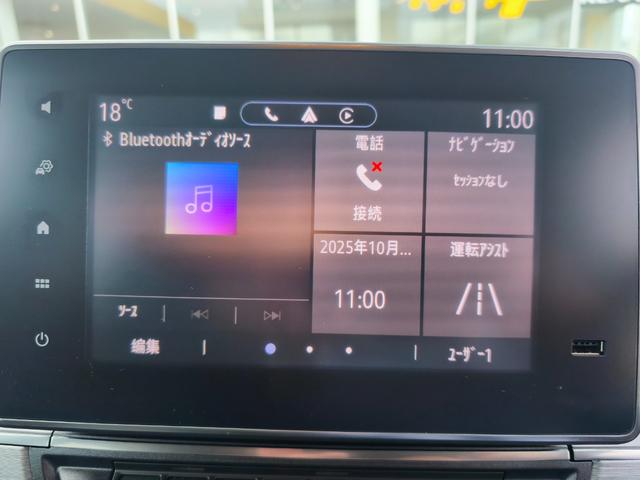 18℃
11:00
Bluetoothｵｰﾃﾞｨｵｿｰｽ
電話
接続
ﾅﾋﾞｹﾞｰｼｮﾝ
ｾｯｼｮﾝなし
2025年10月...
11:00
運転ｱｼｽﾄ
ｿｰｽ
編集
ﾕｰｻﾞｰ1